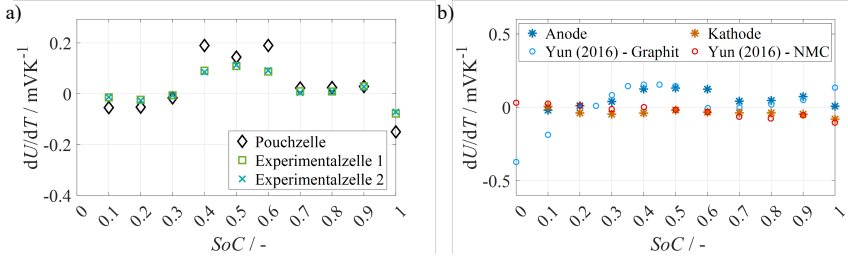 a)
dU/dT / mVK⁻¹
0.2
0
-0.2
-0.4
Pouchzelle
Experimentalzelle 1
Experimentalzelle 2
0 0.1 0.2 0.3 0.4 0.5 0.6 0.7 0.8 0.9 1
SoC / -
b)
dU/dT / mVK⁻¹
0.5
0
-0.5
Anode Kathode
Yun (2016) - Graphit Yun (2016) - NMC
0 0.1 0.2 0.3 0.4 0.5 0.6 0.7 0.8 0.9 1
SoC / -